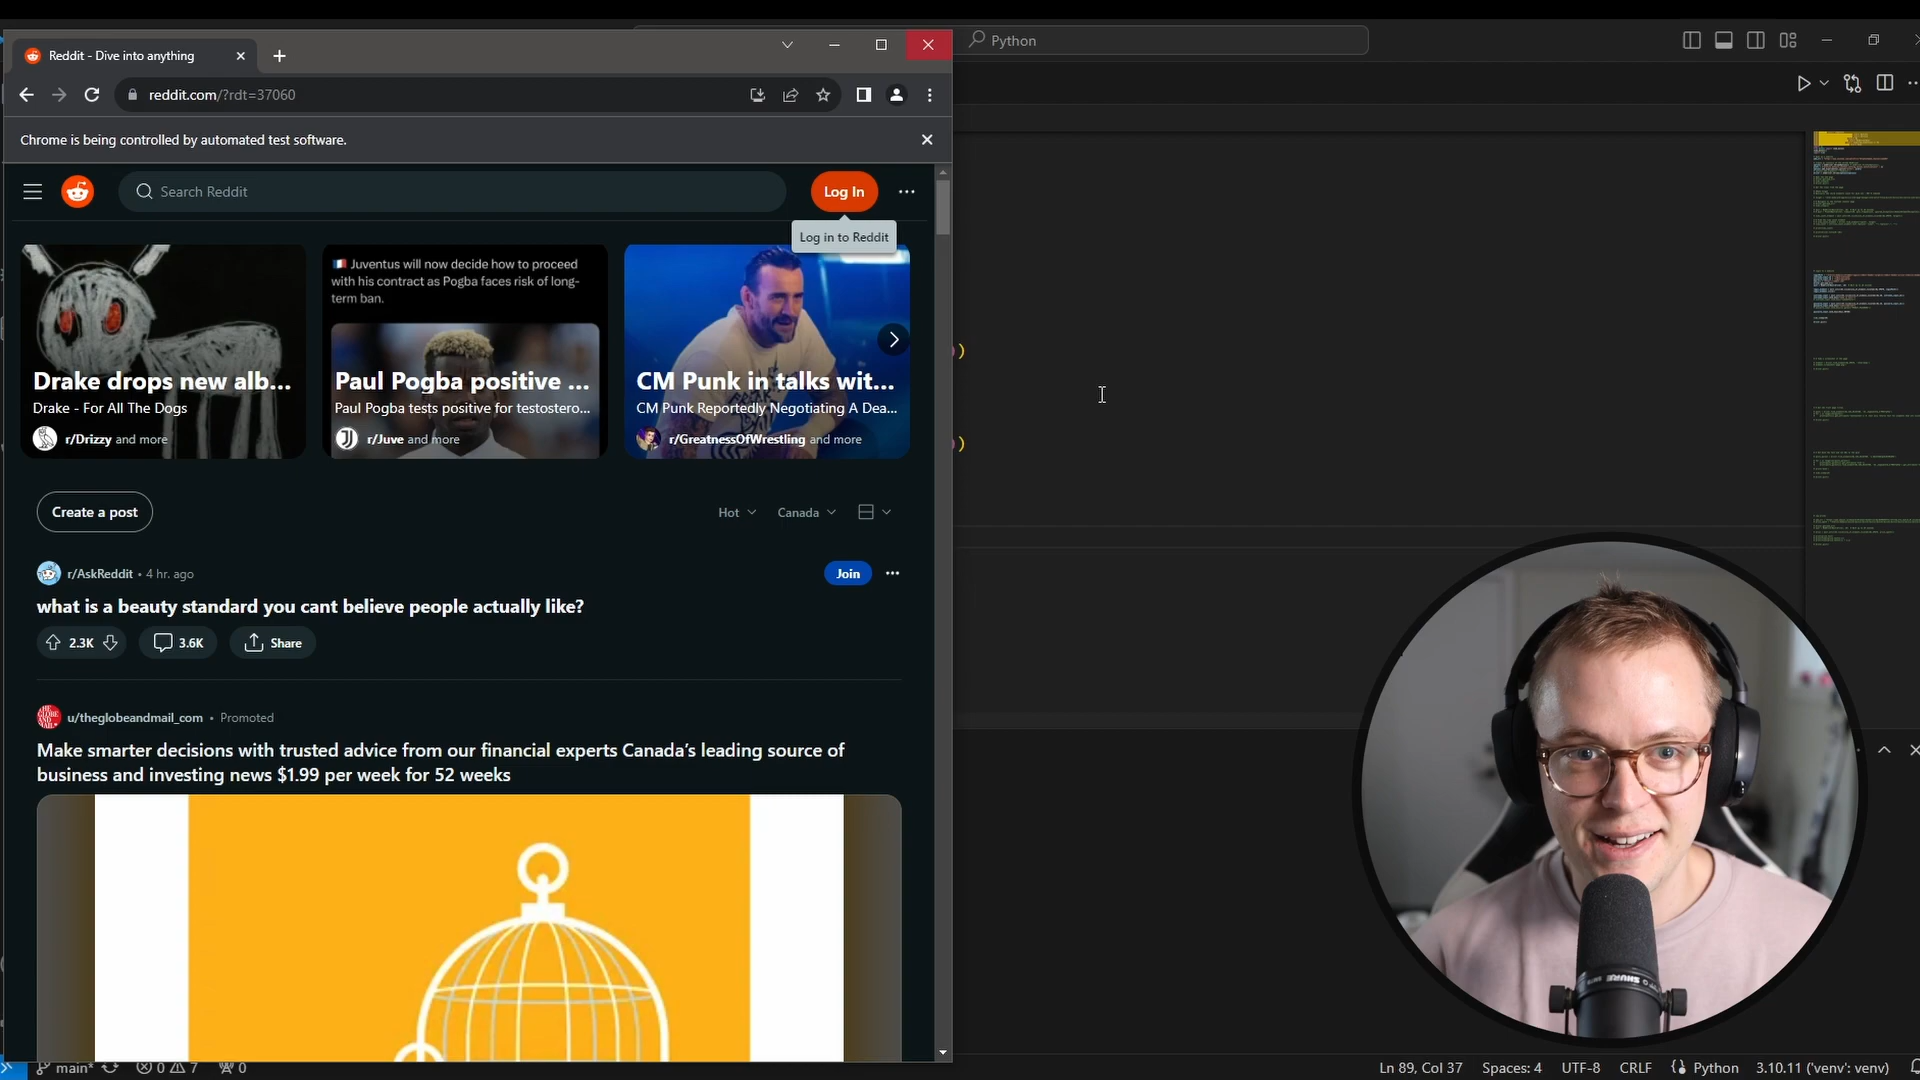 Reddit - Dive into anything
Python
reddit.com/?rdt=37060
Chrome is being controlled by automated test software.
Search Reddit
Log In
Log in to Reddit
Juventus will now decide how to proceed
with his contract as Pogba faces risk of long-
term ban.
Drake drops new alb...
Drake - For All The Dogs
r/Drizzy and more
Paul Pogba positive ...
Paul Pogba tests positive for testostero...
r/Juve and more
CM Punk in talks wit...
CM Punk Reportedly Negotiating A Dea...
r/GreatnessOfWrestling and more
)
)
Create a post
Hot
Canada
r/AskReddit • 4 hr. ago
Join
what is a beauty standard you cant believe people actually like?
2.3K
3.6K
Share
u/theglobeandmail_com • Promoted
Make smarter decisions with trusted advice from our financial experts Canada's leading source of
business and investing news $1.99 per week for 52 weeks
SHURE
main*
0
7
0
Ln 89, Col 37
Spaces: 4
UTF-8
CRLF
Python
3.10.11 ('venv': venv)